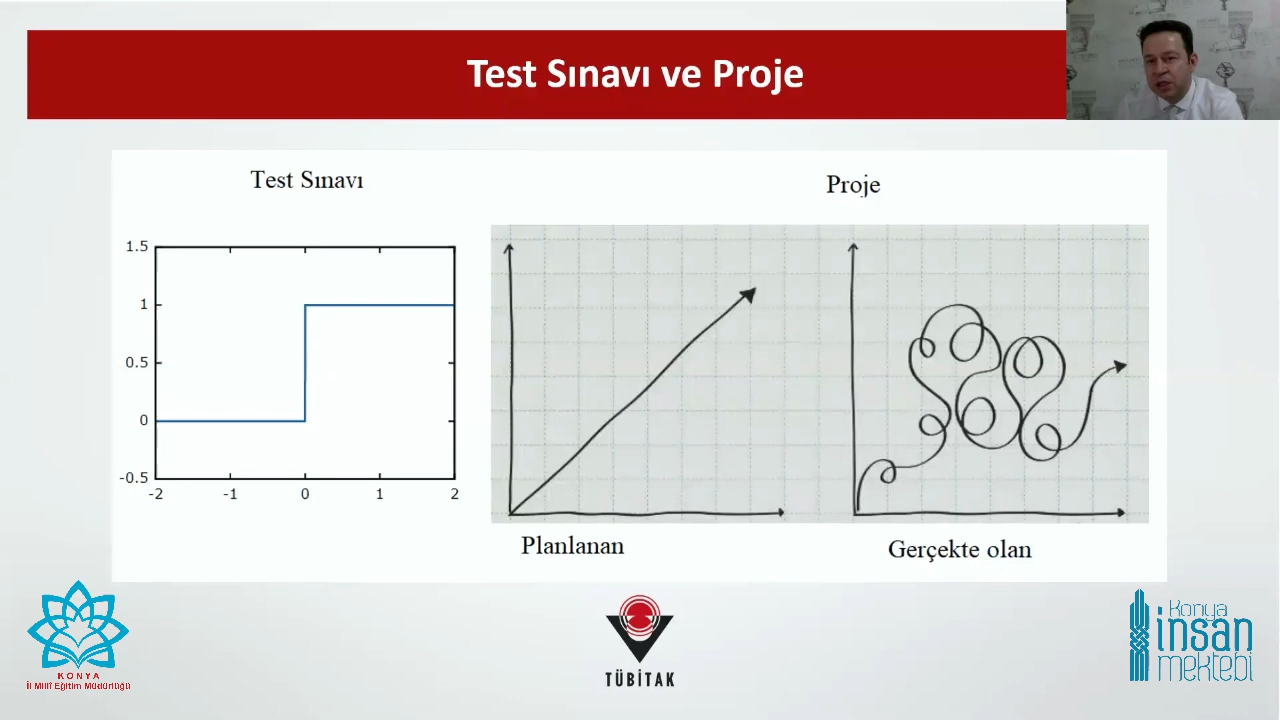 Test Sınavı ve Proje
Test Sınavı
Proje
1.5
1
0.5
0
-0.5
-2
-1
0
1
2
Planlanan
Gerçekte olan
KONYA
İl Millî Eğitim Müdürlüğü
TÜBİTAK
Konya
insan
mektebi